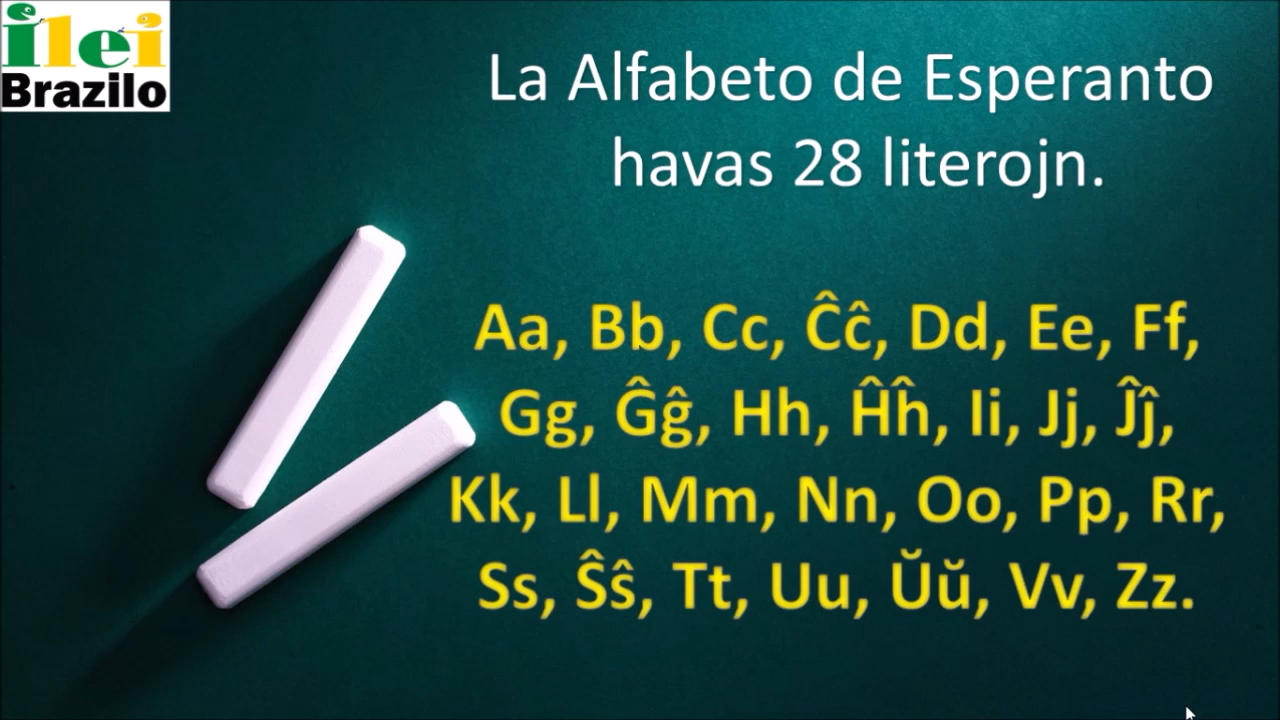 ilei
Brazilo
La Alfabeto de Esperanto
havas 28 literojn.
Aa, Bb, Cc, Ĉĉ, Dd, Ee, Ff,
Gg, Ĝĝ, Hh, Ĥĥ, Ii, Jj, Ĵĵ,
Kk, Ll, Mm, Nn, Oo, Pp, Rr,
Ss, Ŝŝ, Tt, Uu, Ŭŭ, Vv, Zz.